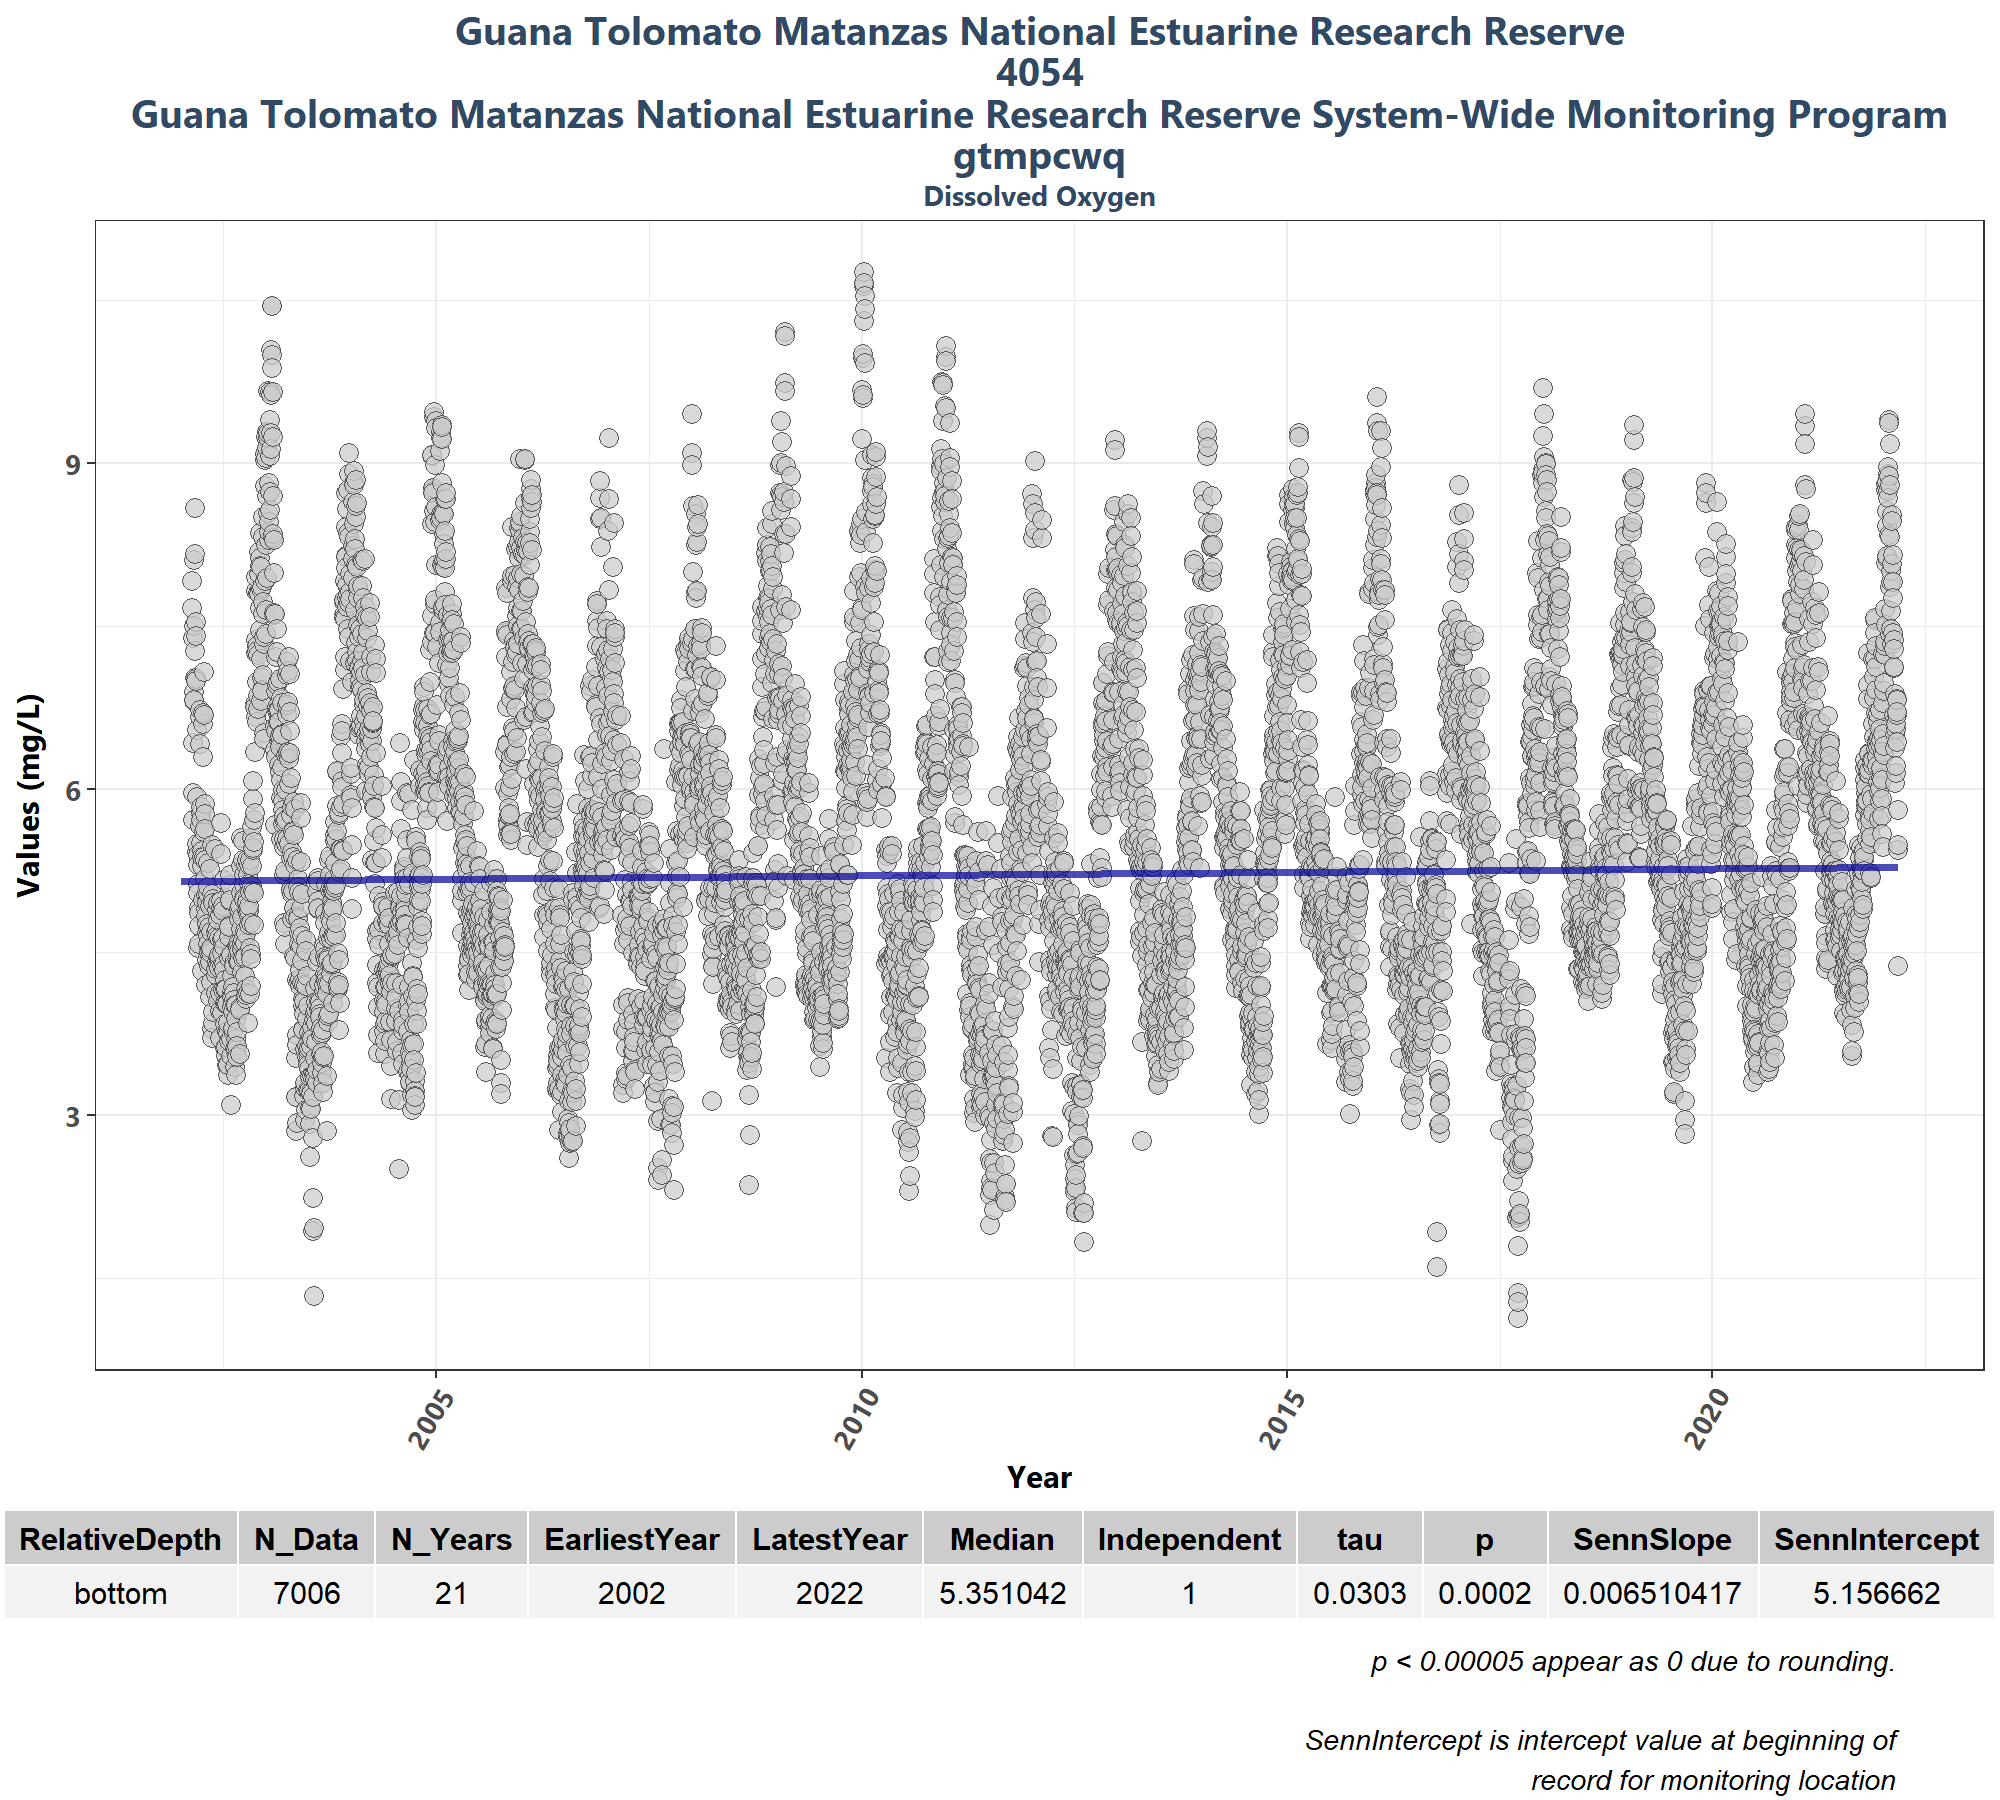 Guana Tolomato Matanzas National Estuarine Research Reserve
4054
Guana Tolomato Matanzas National Estuarine Research Reserve System-Wide Monitoring Program
gtmpcwq
Dissolved Oxygen
Values (mg/L)
9
6
3
2005 2010 2015 2020
Year
RelativeDepth N_Data N_Years EarliestYear LatestYear Median Independent tau p SennSlope SennIntercept
bottom 7006 21 2002 2022 5.351042 1 0.0303 0.0002 0.006510417 5.156662
p < 0.00005 appear as 0 due to rounding.
SennIntercept is intercept value at beginning of
record for monitoring location